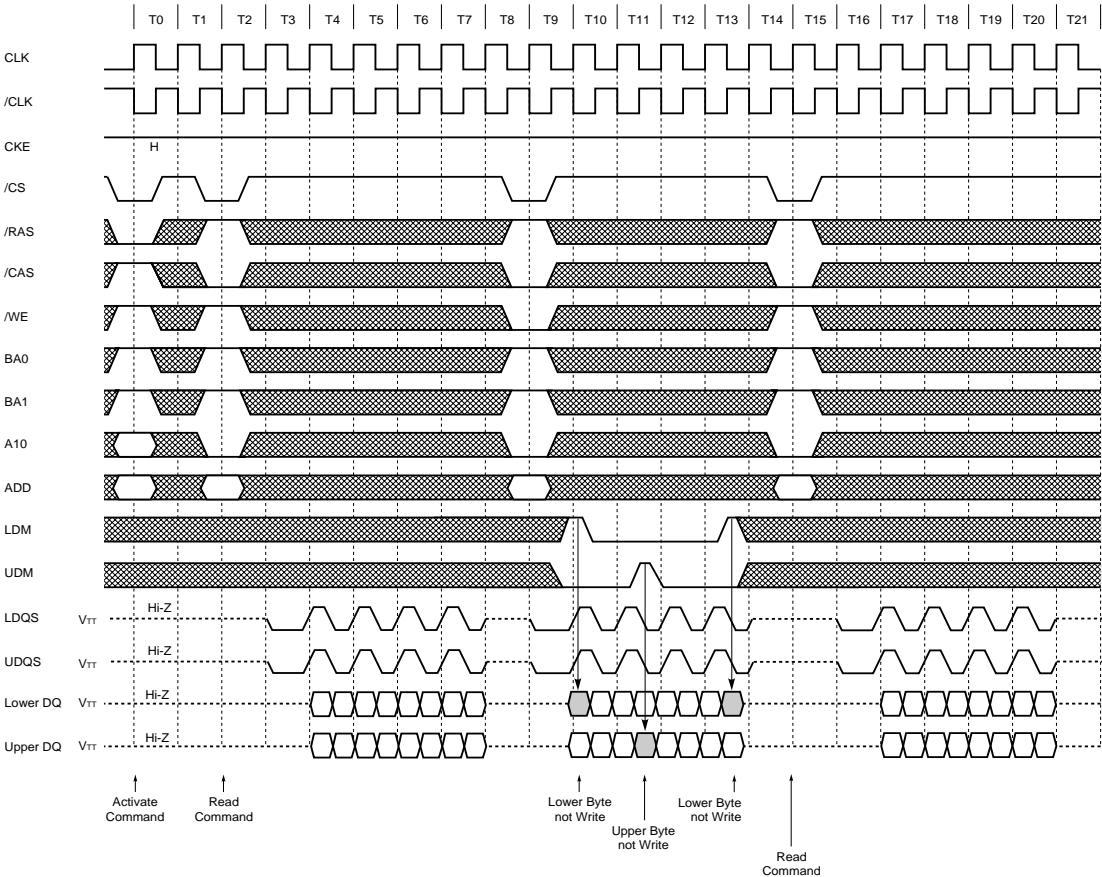 T0 T1 T2 T3 T4 T5 T6 T7 T8 T9 T10 T11 T12 T13 T14 T15 T16 T17 T18 T19 T20 T21
CLK
/CLK
CKE H
/CS
/RAS
/CAS
/WE
BA0
BA1
A10
ADD
LDM
UDM
LDQS VTT Hi-Z
UDQS VTT Hi-Z
Lower DQ VTT Hi-Z
Upper DQ VTT Hi-Z
Activate
Command
Read
Command
Lower Byte
not Write
Upper Byte
not Write
Lower Byte
not Write
Read
Command